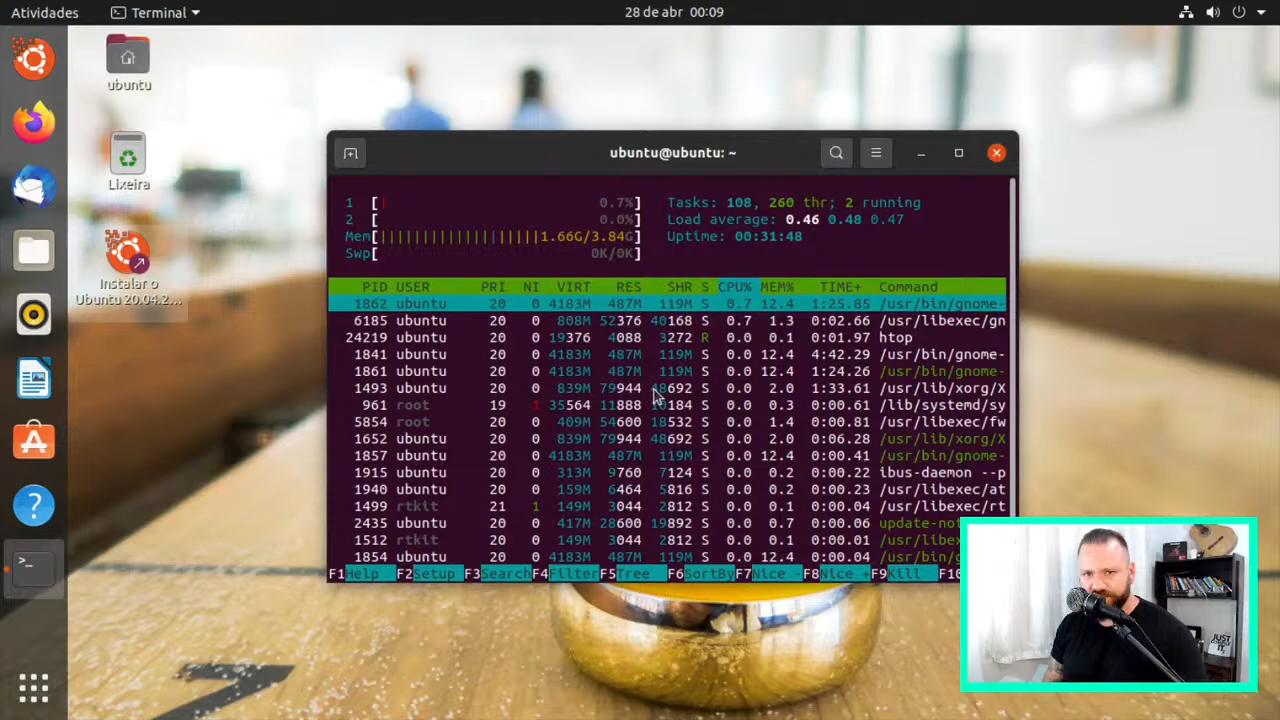 Atividades Terminal 28 de abr 00:09
ubuntu
Lixeira
Instalar o
Ubuntu 20.04.2...
ubuntu@ubuntu: ~
1 [| 0.7%] Tasks: 108, 260 thr; 2 running
2 [ 0.0%] Load average: 0.46 0.48 0.47
Mem[||||||||||||||||||||1.66G/3.84G] Uptime: 00:31:48
Swp[ 0K/0K]
PID USER PRI NI VIRT RES SHR S CPU% MEM% TIME+ Command
1862 ubuntu 20 0 4183M 487M 119M S 0.7 12.4 1:25.85 /usr/bin/gnome-
6185 ubuntu 20 0 808M 52376 40168 S 0.7 1.3 0:02.66 /usr/libexec/gn
24219 ubuntu 20 0 19376 4088 3272 R 0.0 0.1 0:01.97 htop
1841 ubuntu 20 0 4183M 487M 119M S 0.0 12.4 4:42.29 /usr/bin/gnome-
1861 ubuntu 20 0 4183M 487M 119M S 0.0 12.4 1:24.26 /usr/bin/gnome-
1493 ubuntu 20 0 839M 79944 48692 S 0.0 2.0 1:33.61 /usr/lib/xorg/X
961 root 19 -1 35564 11888 S 0.0 0.3 0:00.61 /lib/systemd/sy
5854 root 20 0 409M 54600 18532 S 0.0 1.4 0:00.81 /usr/libexec/fw
1652 ubuntu 20 0 839M 79944 48692 S 0.0 2.0 0:06.28 /usr/lib/xorg/X
1857 ubuntu 20 0 4183M 487M 119M S 0.0 12.4 0:00.41 /usr/bin/gnome-
1915 ubuntu 20 0 313M 9760 7124 S 0.0 0.2 0:00.22 ibus-daemon --p
1940 ubuntu 20 0 159M 6464 5816 S 0.0 0.2 0:00.23 /usr/libexec/at
1499 rtkit 21 1 149M 3044 2812 S 0.0 0.1 0:00.04 /usr/libexec/rt
2435 ubuntu 20 0 417M 28600 19892 S 0.0 0.7 0:00.06 update-not
1512 rtkit 20 0 149M 3044 2812 S 0.0 0.1 0:00.01 /usr/libex
1854 ubuntu 20 0 4183M 487M 119M S 0.0 12.4 0:00.04 /usr/bin/g
F1Help F2Setup F3SearchF4FilterF5Tree F6SortByF7Nice -F8Nice +F9Kill F10